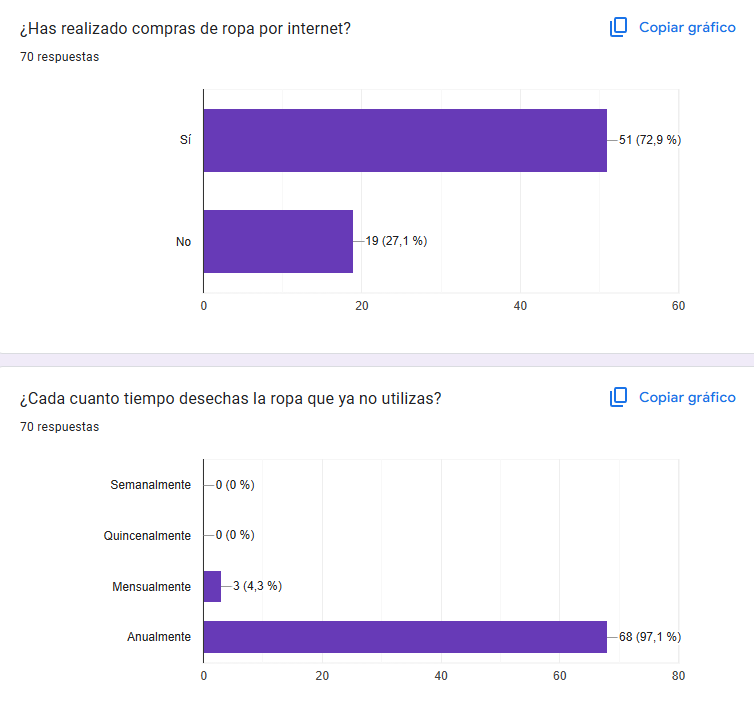 ¿Has realizado compras de ropa por internet?
Copiar gráfico
70 respuestas
Sí
51 (72,9 %)
No
19 (27,1 %)
0 20 40 60
¿Cada cuanto tiempo desechas la ropa que ya no utilizas?
Copiar gráfico
70 respuestas
Semanalmente
0 (0 %)
Quincenalmente
0 (0 %)
Mensualmente
3 (4,3 %)
Anualmente
68 (97,1 %)
0 20 40 60 80